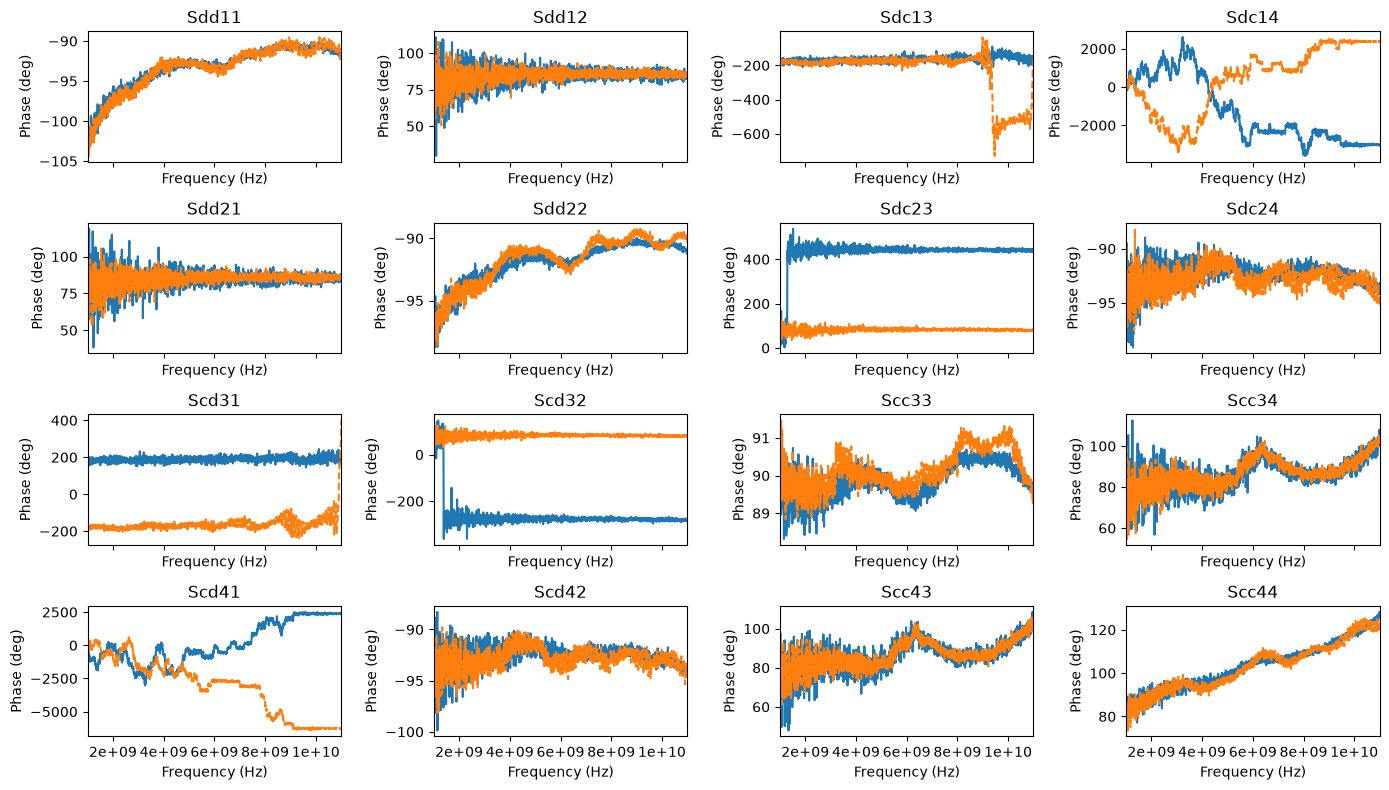 Sdd11 Sdd12 Sdc13 Sdc14
Phase (deg) Phase (deg) Phase (deg) Phase (deg)
−90 100 −200 2000
−95 75 −400 0
−100 50 −600 −2000
−105
Frequency (Hz) Frequency (Hz) Frequency (Hz) Frequency (Hz)
Sdd21 Sdd22 Sdc23 Sdc24
Phase (deg) Phase (deg) Phase (deg) Phase (deg)
100 −90 400 −90
75 −95 200 −95
50 0
Frequency (Hz) Frequency (Hz) Frequency (Hz) Frequency (Hz)
Scd31 Scd32 Scc33 Scc34
Phase (deg) Phase (deg) Phase (deg) Phase (deg)
400 0 91 100
200 −200 90 80
0 89 60
−200
Frequency (Hz) Frequency (Hz) Frequency (Hz) Frequency (Hz)
Scd41 Scd42 Scc43 Scc44
Phase (deg) Phase (deg) Phase (deg) Phase (deg)
2500 −90 100 120
0 −95 80 100
−2500 −100 60 80
−5000
2e+09 4e+09 6e+09 8e+09 1e+10 2e+09 4e+09 6e+09 8e+09 1e+10 2e+09 4e+09 6e+09 8e+09 1e+10 2e+09 4e+09 6e+09 8e+09 1e+10
Frequency (Hz) Frequency (Hz) Frequency (Hz) Frequency (Hz)